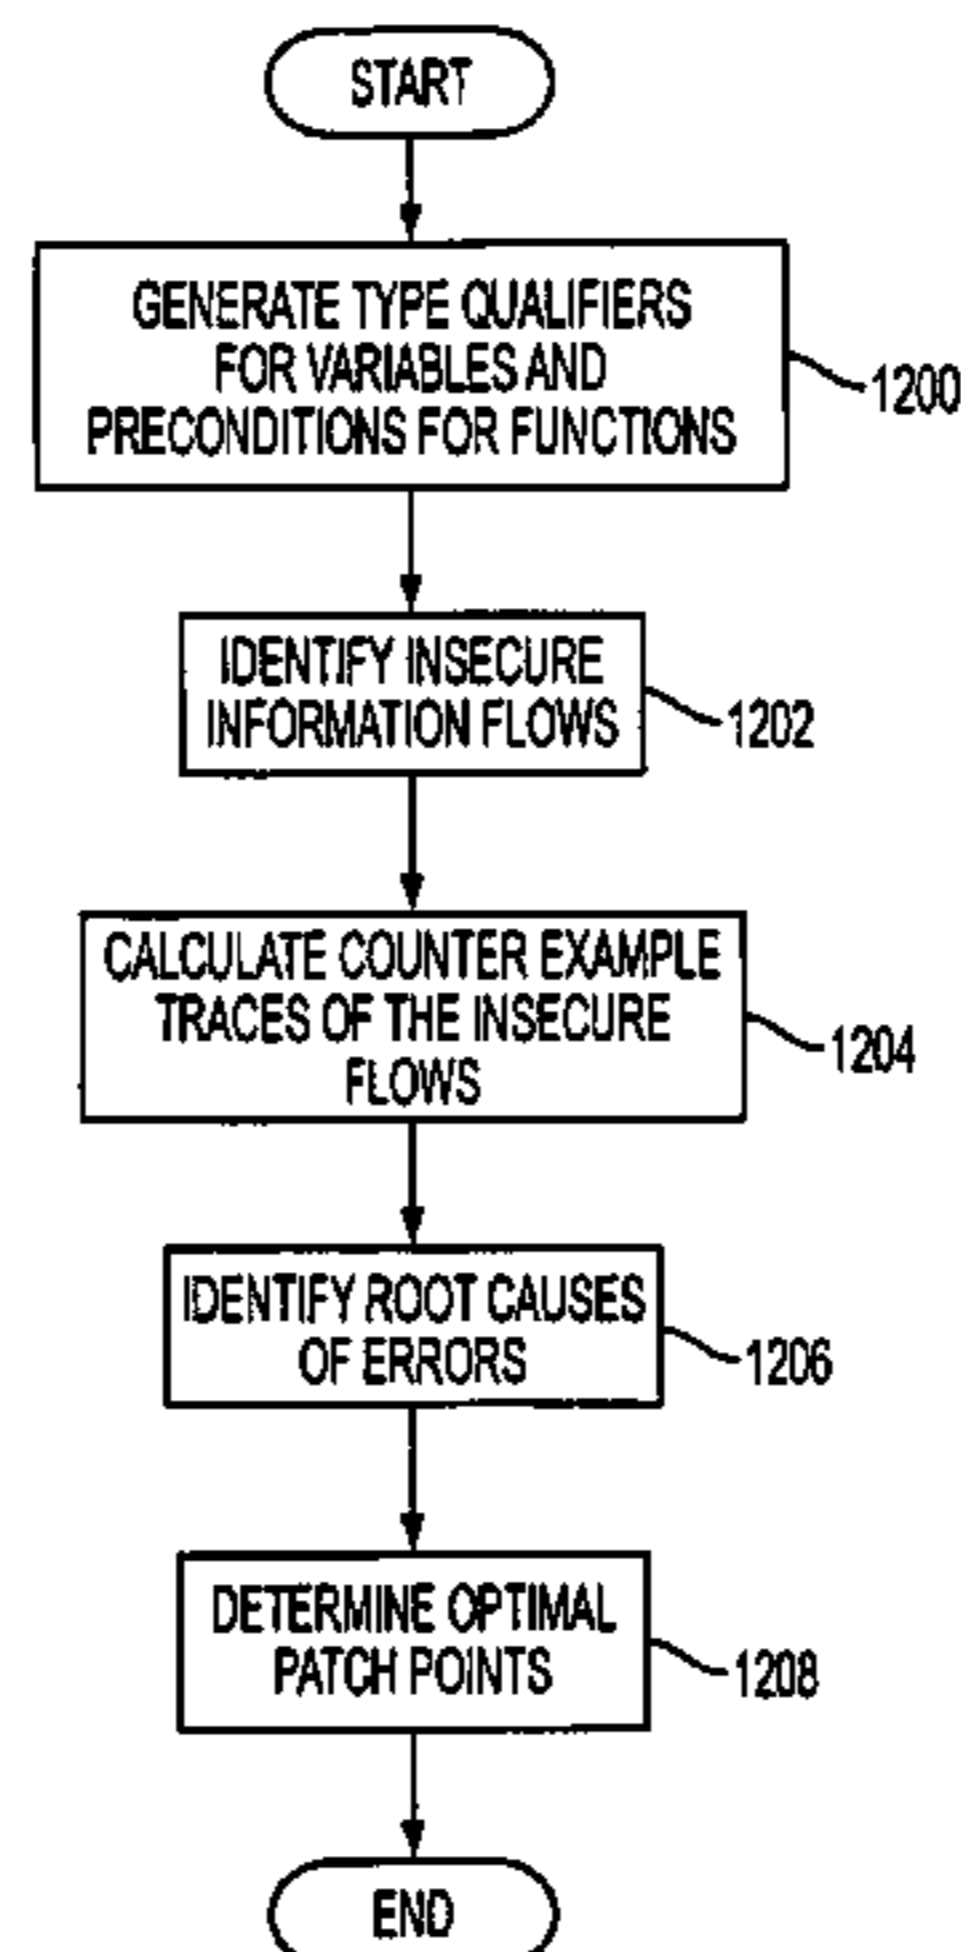 START
GENERATE TYPE QUALIFIERS
FOR VARIABLES AND
PRECONDITIONS FOR FUNCTIONS
1200
IDENTIFY INSECURE
INFORMATION FLOWS
1202
CALCULATE COUNTER EXAMPLE
TRACES OF THE INSECURE
FLOWS
1204
IDENTIFY ROOT CAUSES
OF ERRORS
1206
DETERMINE OPTIMAL
PATCH POINTS
1208
END